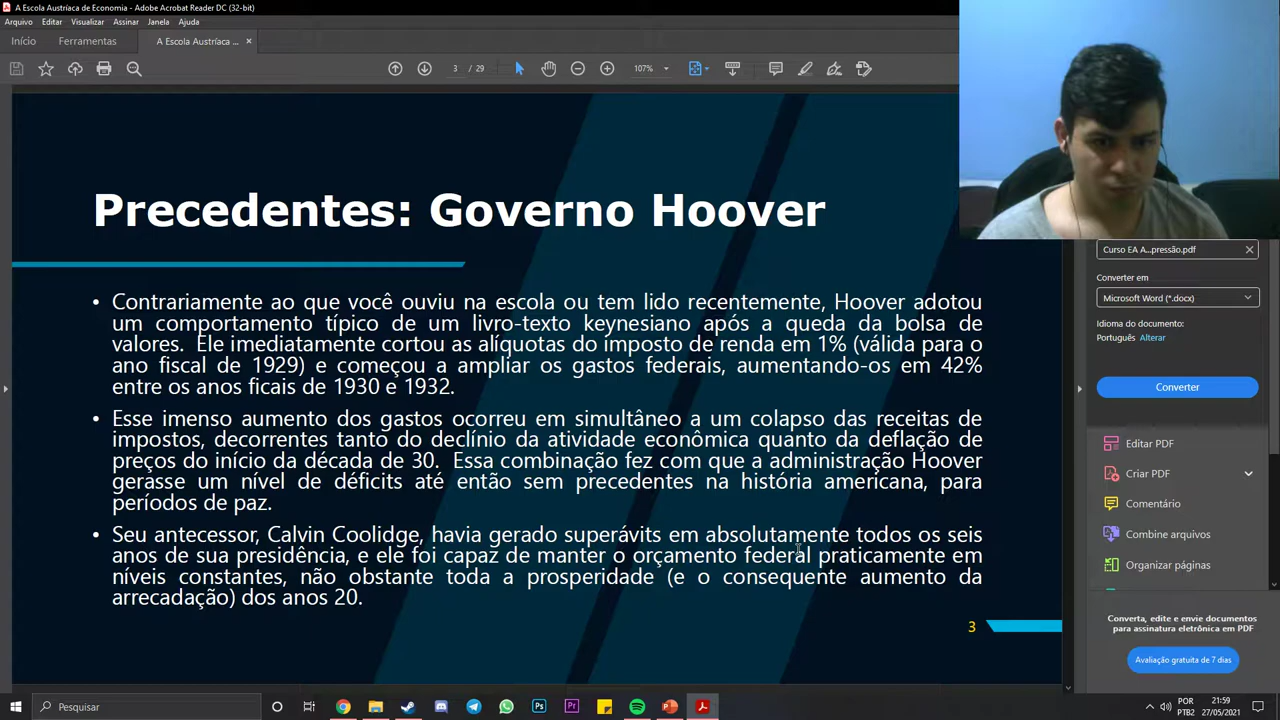 A Escola Austríaca de Economia - Adobe Acrobat Reader DC (32-bit)
Arquivo Editar Visualizar Assinar Janela Ajuda
Início Ferramentas A Escola Austríaca ...
3 / 29 107%
Precedentes: Governo Hoover
• Contrariamente ao que você ouviu na escola ou tem lido recentemente, Hoover adotou
um comportamento típico de um livro-texto keynesiano após a queda da bolsa de
valores. Ele imediatamente cortou as alíquotas do imposto de renda em 1% (válida para o
ano fiscal de 1929) e começou a ampliar os gastos federais, aumentando-os em 42%
entre os anos ficais de 1930 e 1932.
• Esse imenso aumento dos gastos ocorreu em simultâneo a um colapso das receitas de
impostos, decorrentes tanto do declínio da atividade econômica quanto da deflação de
preços do início da década de 30. Essa combinação fez com que a administração Hoover
gerasse um nível de déficits até então sem precedentes na história americana, para
períodos de paz.
• Seu antecessor, Calvin Coolidge, havia gerado superávits em absolutamente todos os seis
anos de sua presidência, e ele foi capaz de manter o orçamento federal praticamente em
níveis constantes, não obstante toda a prosperidade (e o consequente aumento da
arrecadação) dos anos 20.
3
Curso EA A...pressão.pdf
Converter em
Microsoft Word (*.docx)
Idioma do documento:
Português Alterar
Converter
Editar PDF
Criar PDF
Comentário
Combine arquivos
Organizar páginas
Converta, edite e envie documentos
para assinatura eletrônica em PDF
Avaliação gratuita de 7 dias
Pesquisar
POR
PTB2
21:59
27/05/2021